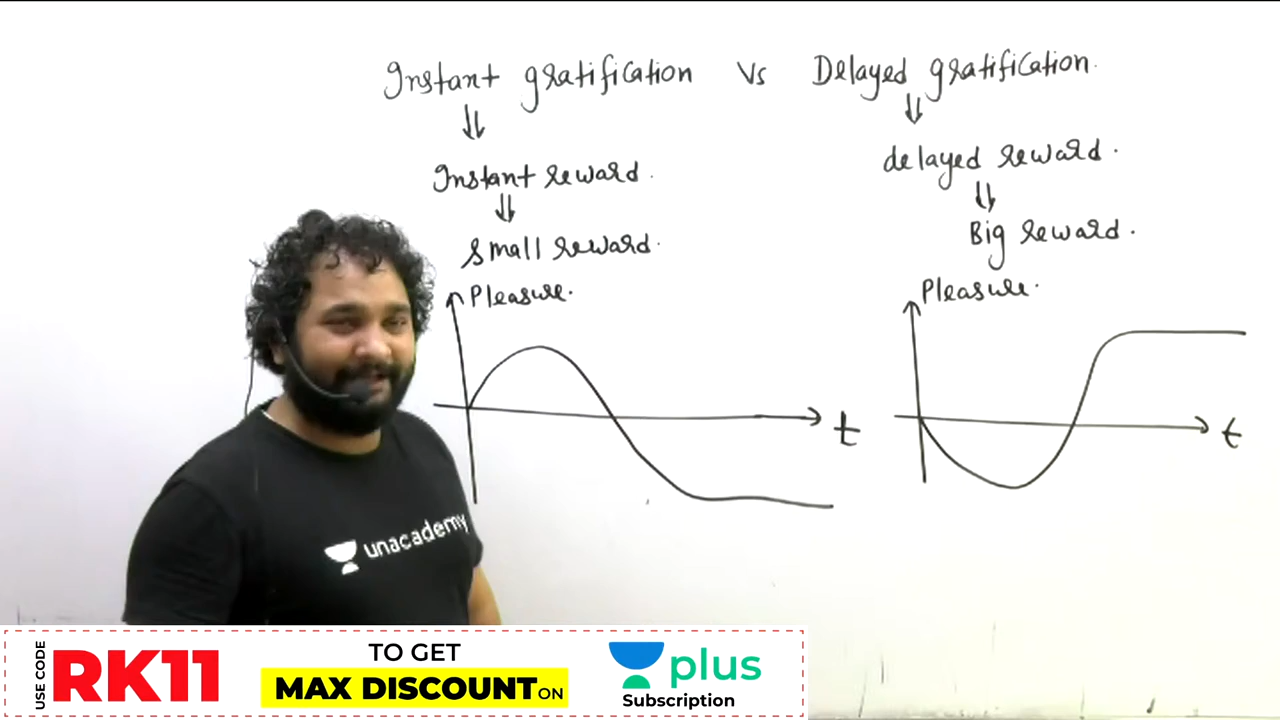 Instant gratification Vs Delayed gratification.
Instant reward.
delayed reward.
small reward.
Big reward.
Pleasure.
Pleasure.
t
t
unacademy
USE CODE
RK11
TO GET
MAX DISCOUNT ON
plus
Subscription